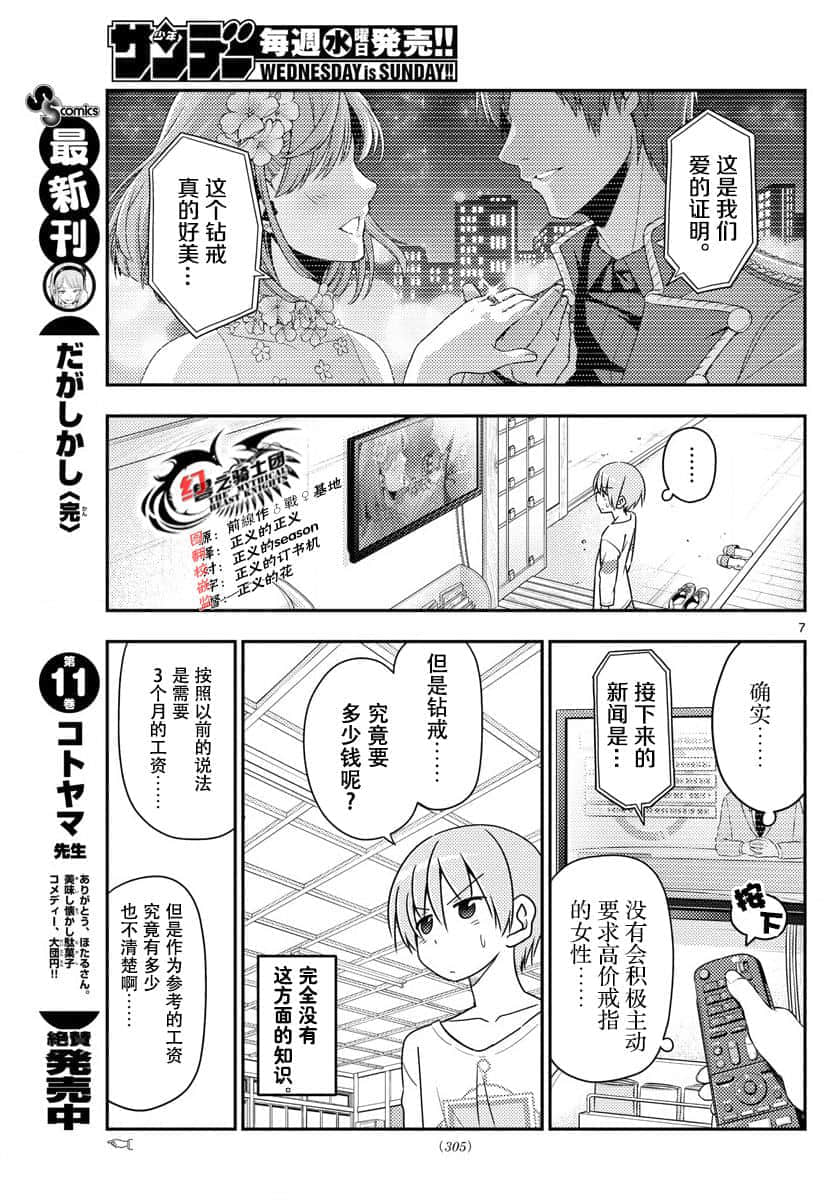 少年
サンデー
毎週水曜日発売!!
WEDNESDAY is SUNDAY!!
SS comics
最新刊
だがしかし〈完〉
かん
第11巻
コトヤマ先生
ありがとう、ほたるさん。
美味し懐かし駄菓子
コメディー、大団円!!
絶賛
発売中
这是我们
爱的证明。
这个钻戒
真的好美…
……
幻兽之骑士团
THE MYTHICAL
图源:前線作♂戰♀基地
翻译:正义的正义
校对:正义的season
嵌字:正义的订书机
监督:正义的花
7
确实……
接下来的
新闻是…
按下
没有会积极主动
要求高价戒指
的女性……
但是钻戒……
究竟要
多少钱呢?
完全没有
这方面的知识。
按照以前的说法
是需要
3个月的工资……
但是作为参考的工资
究竟有多少
也不清楚啊……
(305)